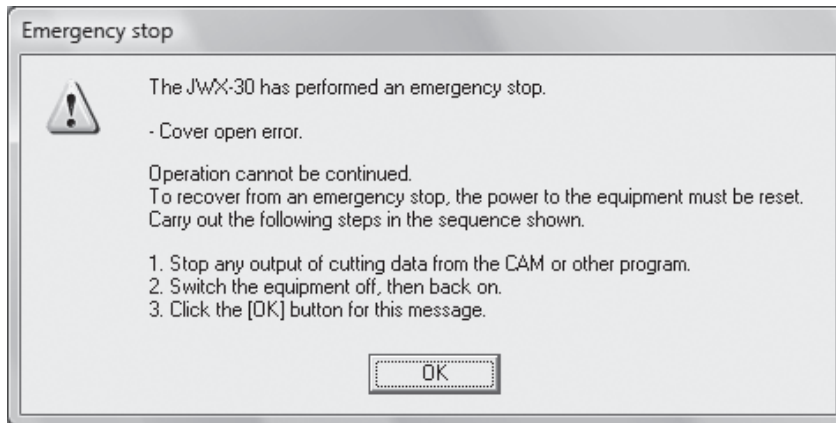 Emergency stop
The JWX-30 has performed an emergency stop.
- Cover open error.
Operation cannot be continued.
To recover from an emergency stop, the power to the equipment must be reset.
Carry out the following steps in the sequence shown.
1. Stop any output of cutting data from the CAM or other program.
2. Switch the equipment off, then back on.
3. Click the [OK] button for this message.
OK